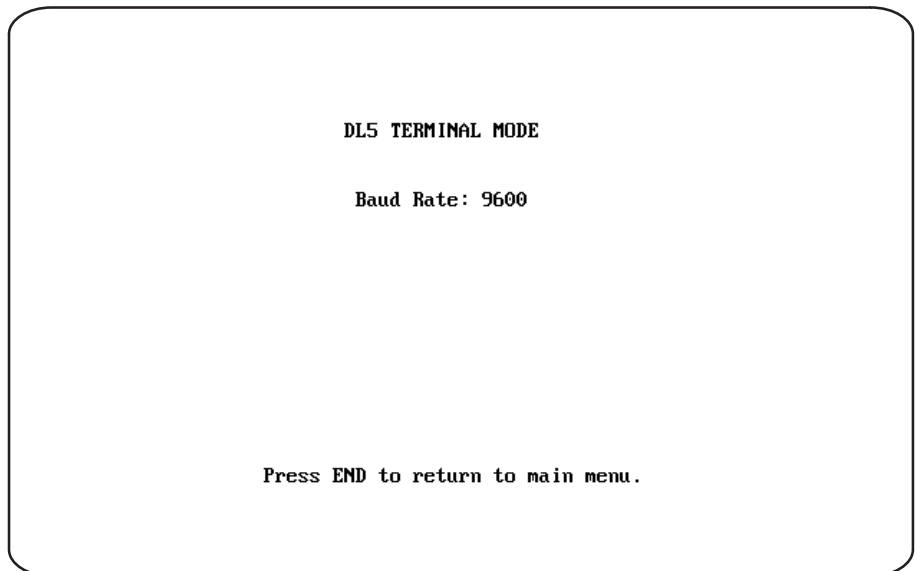 DL5 TERMINAL MODE
Baud Rate: 9600
Press END to return to main menu.